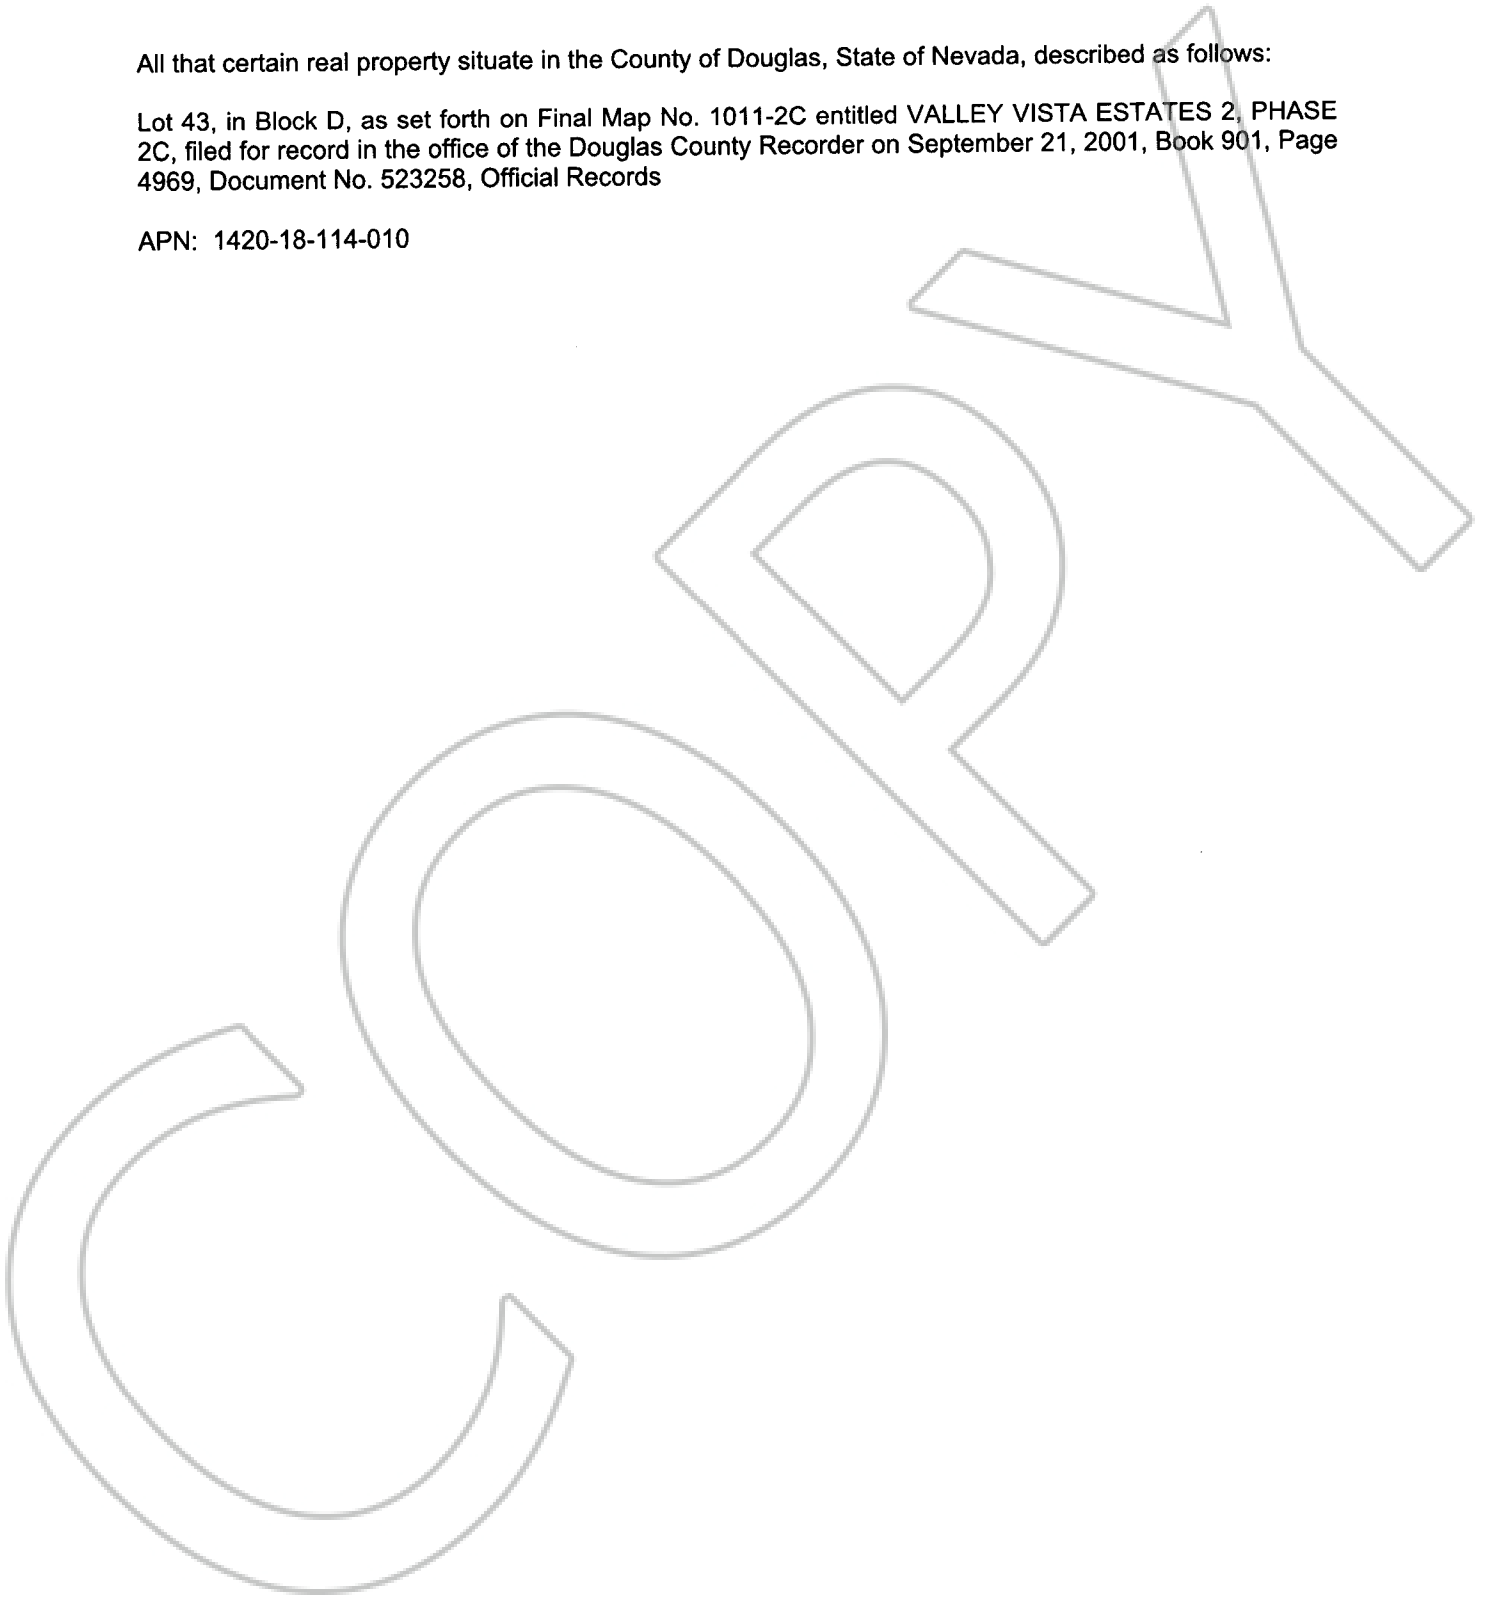 All that certain real property situate in the County of Douglas, State of Nevada, described as follows:
Lot 43, in Block D, as set forth on Final Map No. 1011-2C entitled VALLEY VISTA ESTATES 2, PHASE
2C, filed for record in the office of the Douglas County Recorder on September 21, 2001, Book 901, Page
4969, Document No. 523258, Official Records
APN: 1420-18-114-010
COPY